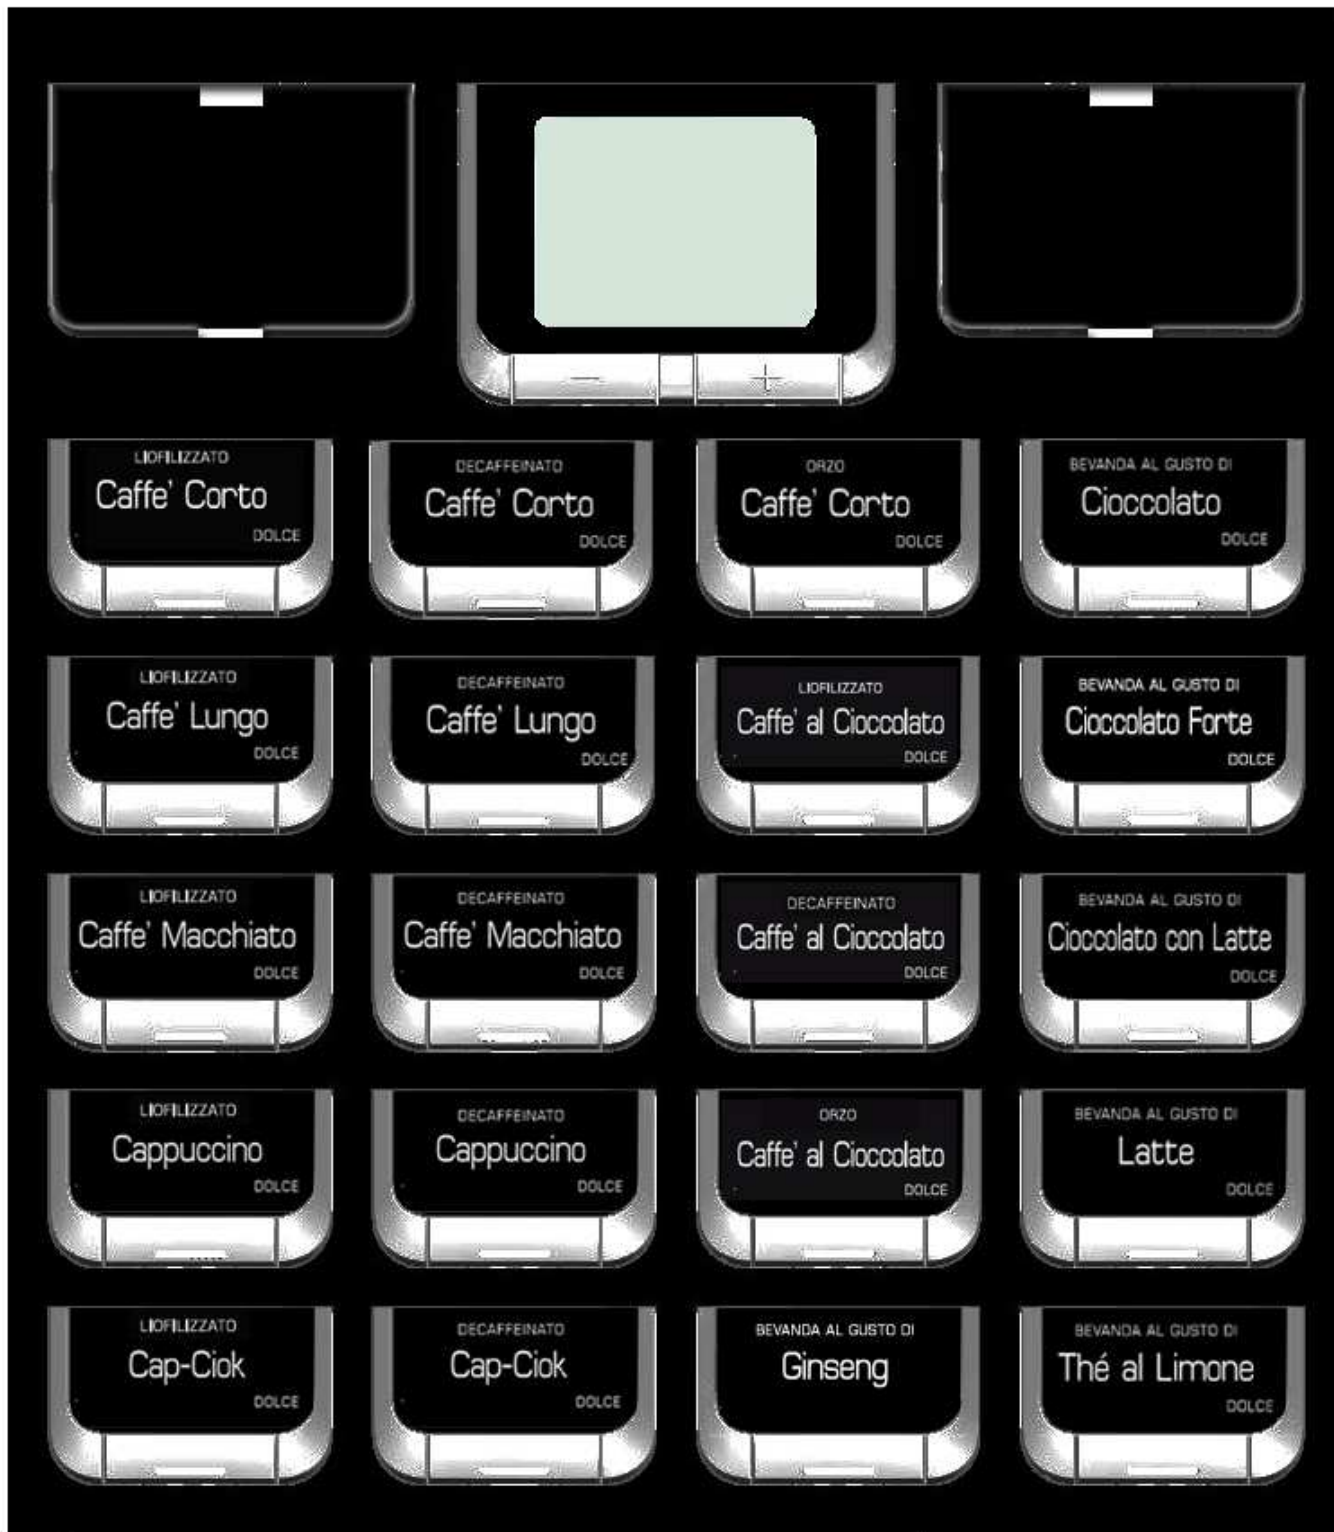 − +
LIOFILIZZATO
Caffe' Corto
DOLCE
DECAFFEINATO
Caffe' Corto
DOLCE
ORZO
Caffe' Corto
DOLCE
BEVANDA AL GUSTO DI
Cioccolato
DOLCE
LIOFILIZZATO
Caffe' Lungo
DOLCE
DECAFFEINATO
Caffe' Lungo
DOLCE
LIOFILIZZATO
Caffe' al Cioccolato
DOLCE
BEVANDA AL GUSTO DI
Cioccolato Forte
DOLCE
LIOFILIZZATO
Caffe' Macchiato
DOLCE
DECAFFEINATO
Caffe' Macchiato
DOLCE
DECAFFEINATO
Caffe' al Cioccolato
DOLCE
BEVANDA AL GUSTO DI
Cioccolato con Latte
DOLCE
LIOFILIZZATO
Cappuccino
DOLCE
DECAFFEINATO
Cappuccino
DOLCE
ORZO
Caffe' al Cioccolato
DOLCE
BEVANDA AL GUSTO DI
Latte
DOLCE
LIOFILIZZATO
Cap-Ciok
DOLCE
DECAFFEINATO
Cap-Ciok
DOLCE
BEVANDA AL GUSTO DI
Ginseng
BEVANDA AL GUSTO DI
Thé al Limone
DOLCE